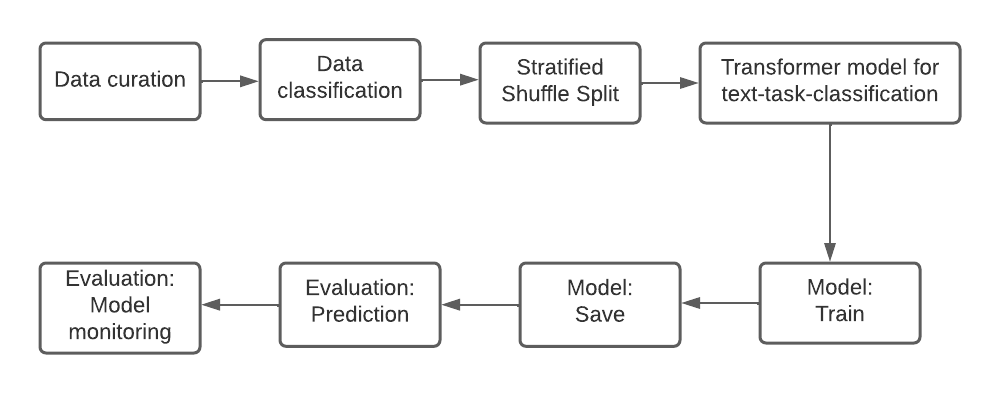 Data curation
Data
classification
Stratified
Shuffle Split
Transformer model for
text-task-classification
Model:
Train
Model:
Save
Evaluation:
Prediction
Evaluation:
Model
monitoring